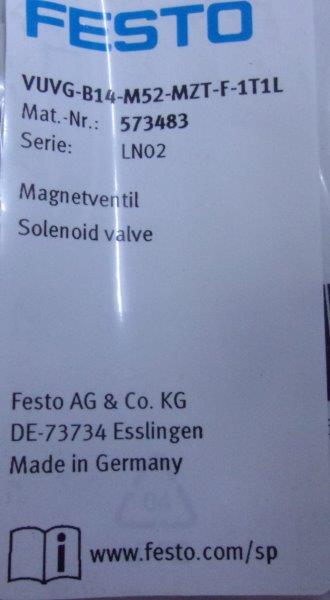 FESTO
VUVG-B14-M52-MZT-F-1T1L
Mat.-Nr.: 573483
Serie: LN02
Magnetventil
Solenoid valve
Festo AG & Co. KG
DE-73734 Esslingen
Made in Germany
i www.festo.com/sp